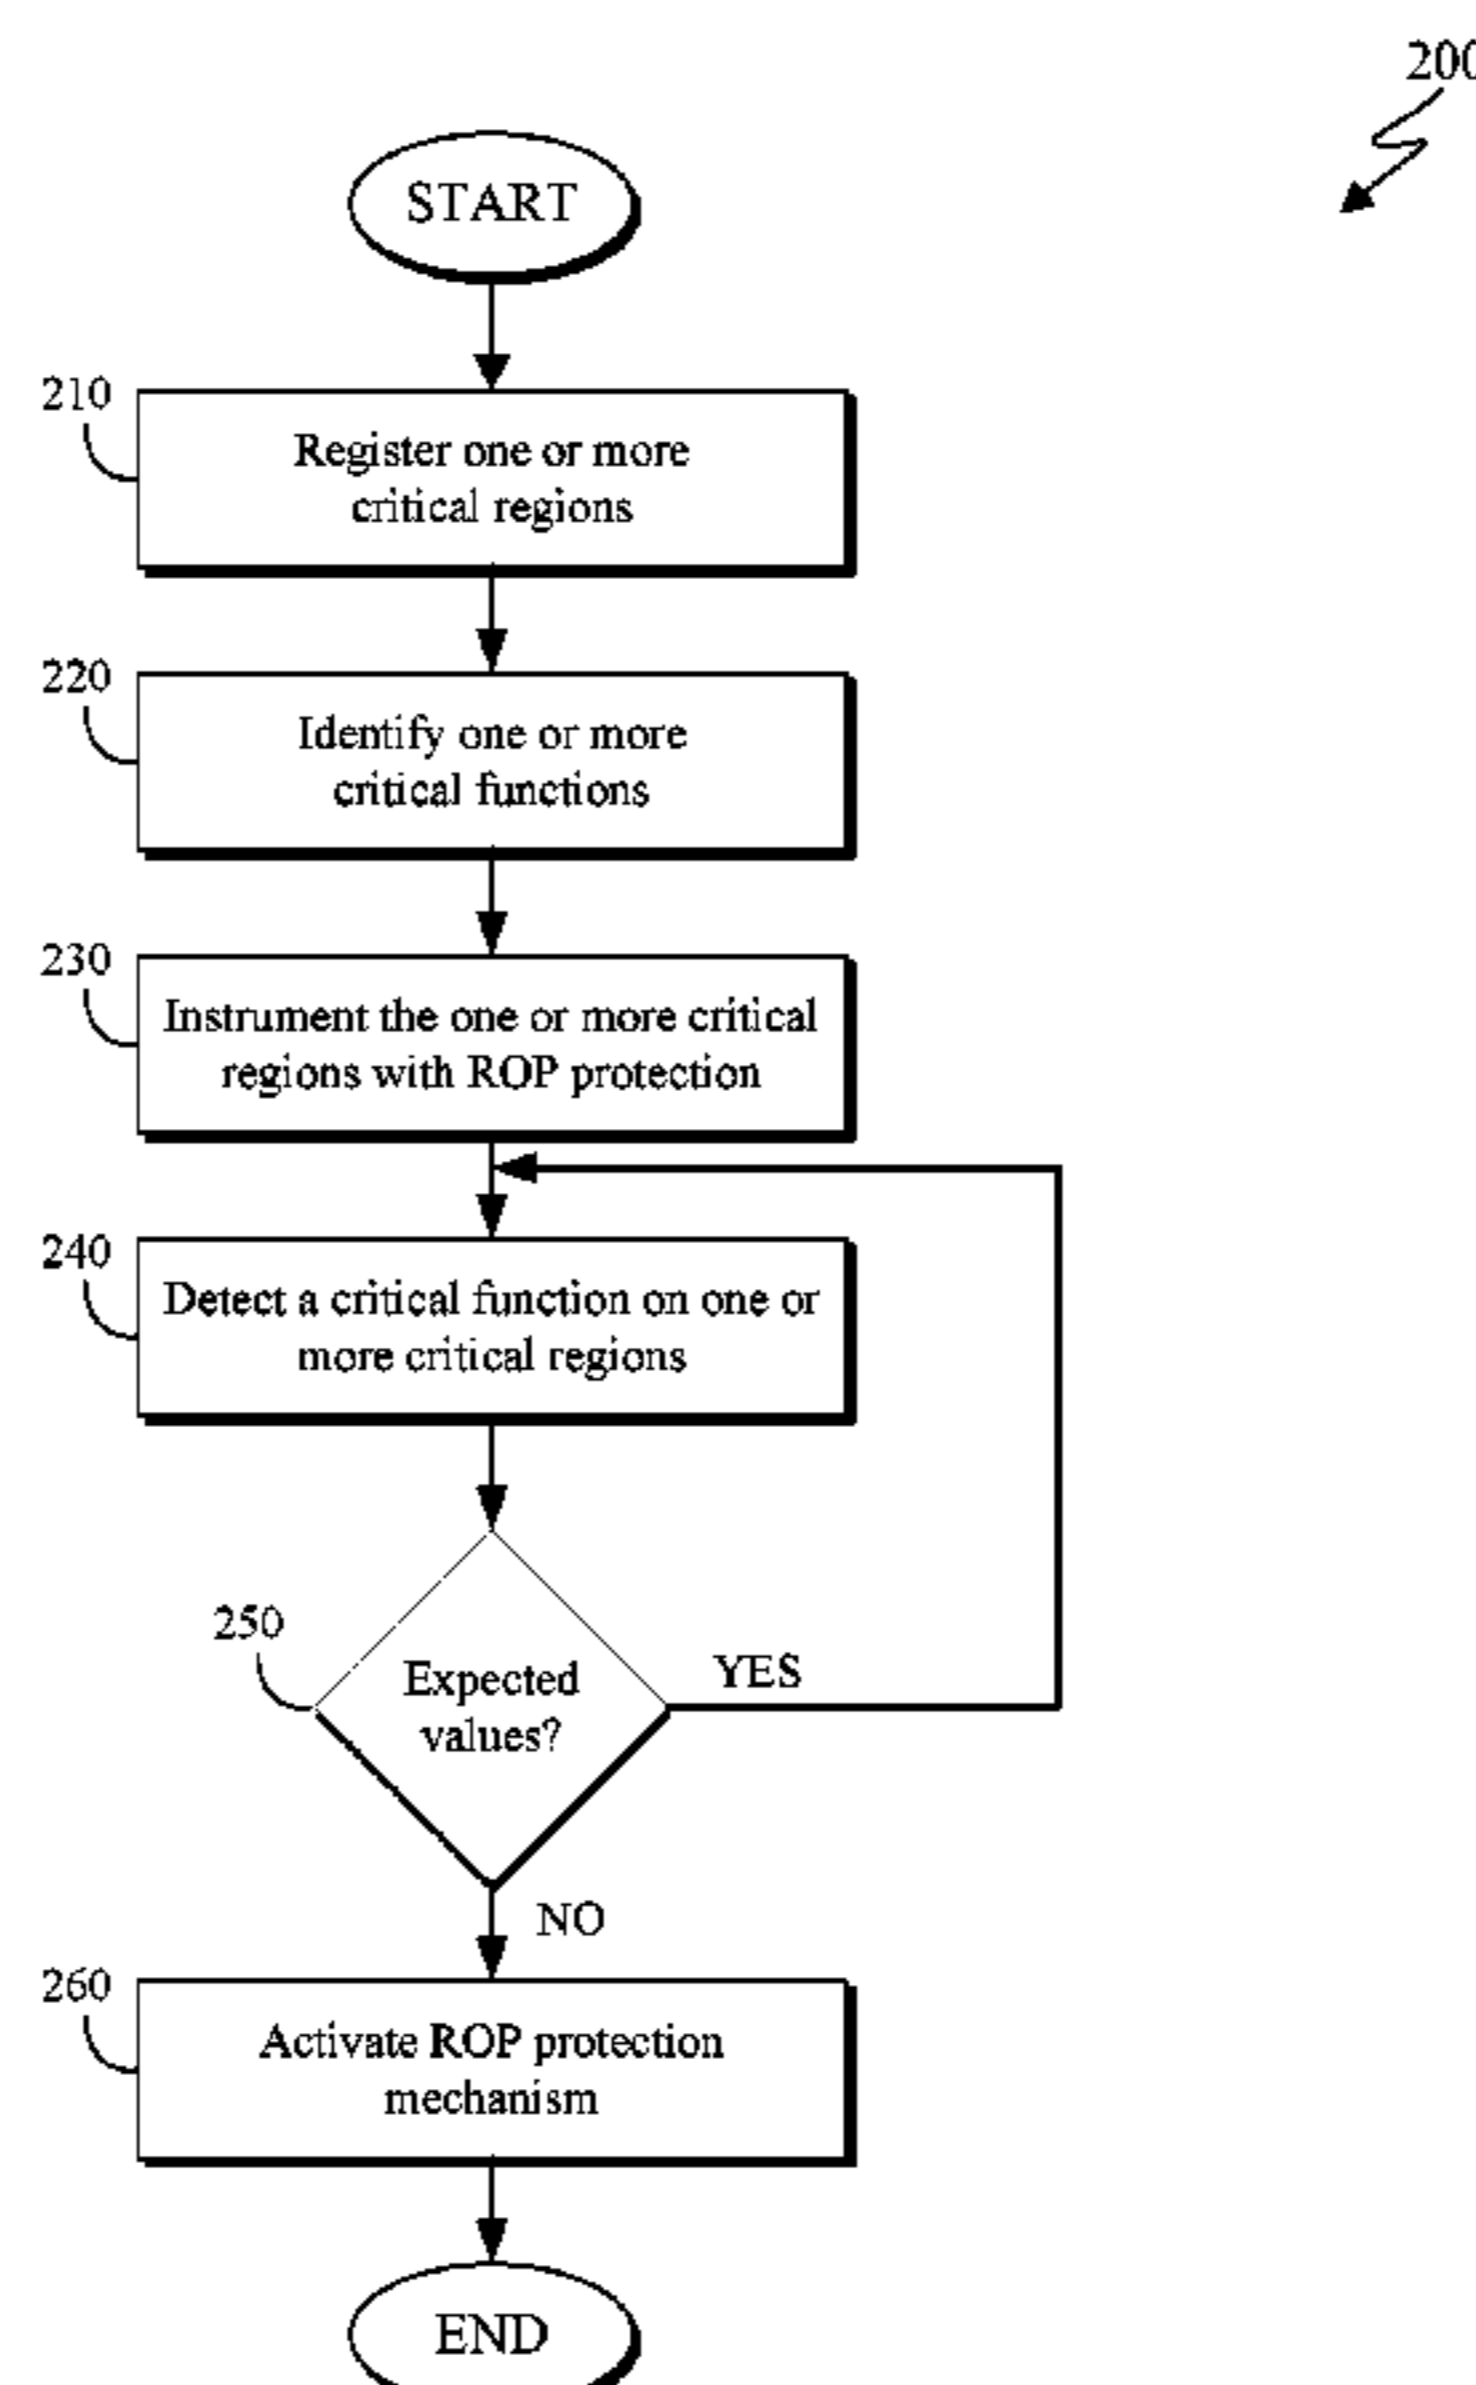 200
START
210
Register one or more
critical regions
220
Identify one or more
critical functions
230
Instrument the one or more critical
regions with ROP protection
240
Detect a critical function on one or
more critical regions
250
Expected
values?
YES
NO
260
Activate ROP protection
mechanism
END